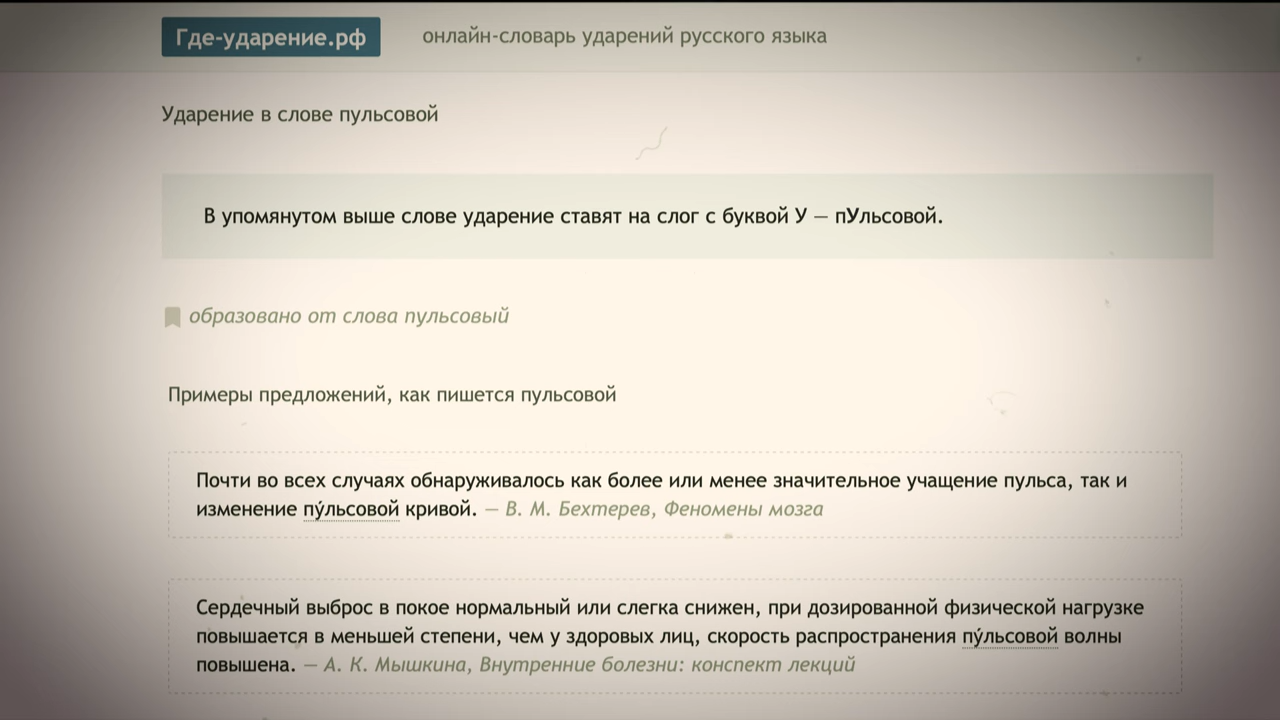 Где-ударение.рф онлайн-словарь ударений русского языка
Ударение в слове пульсовой
В упомянутом выше слове ударение ставят на слог с буквой У — пУльсовой.
образовано от слова пульсовый
Примеры предложений, как пишется пульсовой
Почти во всех случаях обнаруживалось как более или менее значительное учащение пульса, так и
изменение пу́льсовой кривой. — В. М. Бехтерев, Феномены мозга
Сердечный выброс в покое нормальный или слегка снижен, при дозированной физической нагрузке
повышается в меньшей степени, чем у здоровых лиц, скорость распространения пу́льсовой волны
повышена. — А. К. Мышкина, Внутренние болезни: конспект лекций